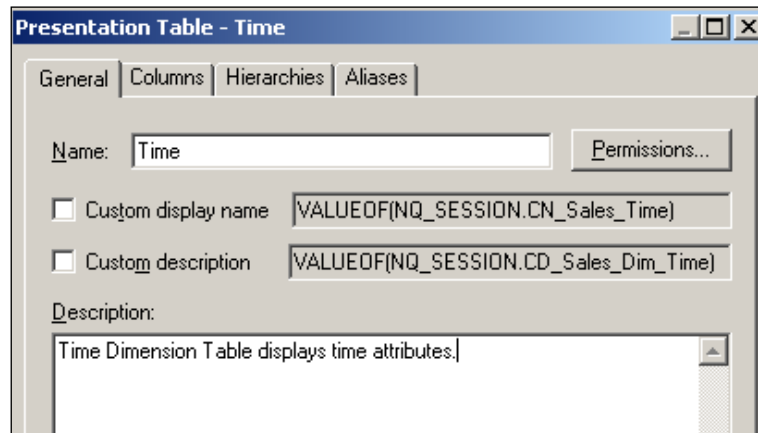 Presentation Table - Time
General Columns Hierarchies Aliases
Name: Time Permissions...
Custom display name VALUEOF(NQ_SESSION.CN_Sales_Time)
Custom description VALUEOF(NQ_SESSION.CD_Sales_Dim_Time)
Description:
Time Dimension Table displays time attributes.